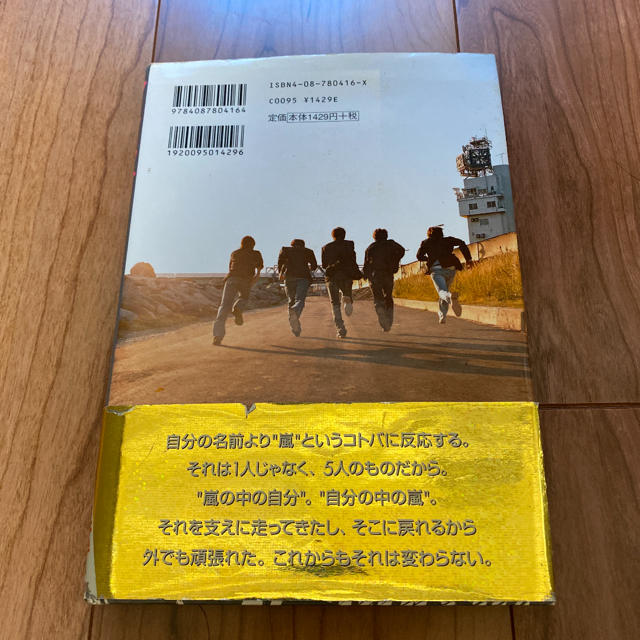 ISBN4-08-780416-X
C0095 ¥1429E
定価 本体1429円+税
9784087804164
1920095014296
自分の名前より"嵐"というコトバに反応する。
それは1人じゃなく、5人のものだから。
"嵐の中の自分"。"自分の中の嵐"。
それを支えに走ってきたし、そこに戻れるから
外でも頑張れた。これからもそれは変わらない。